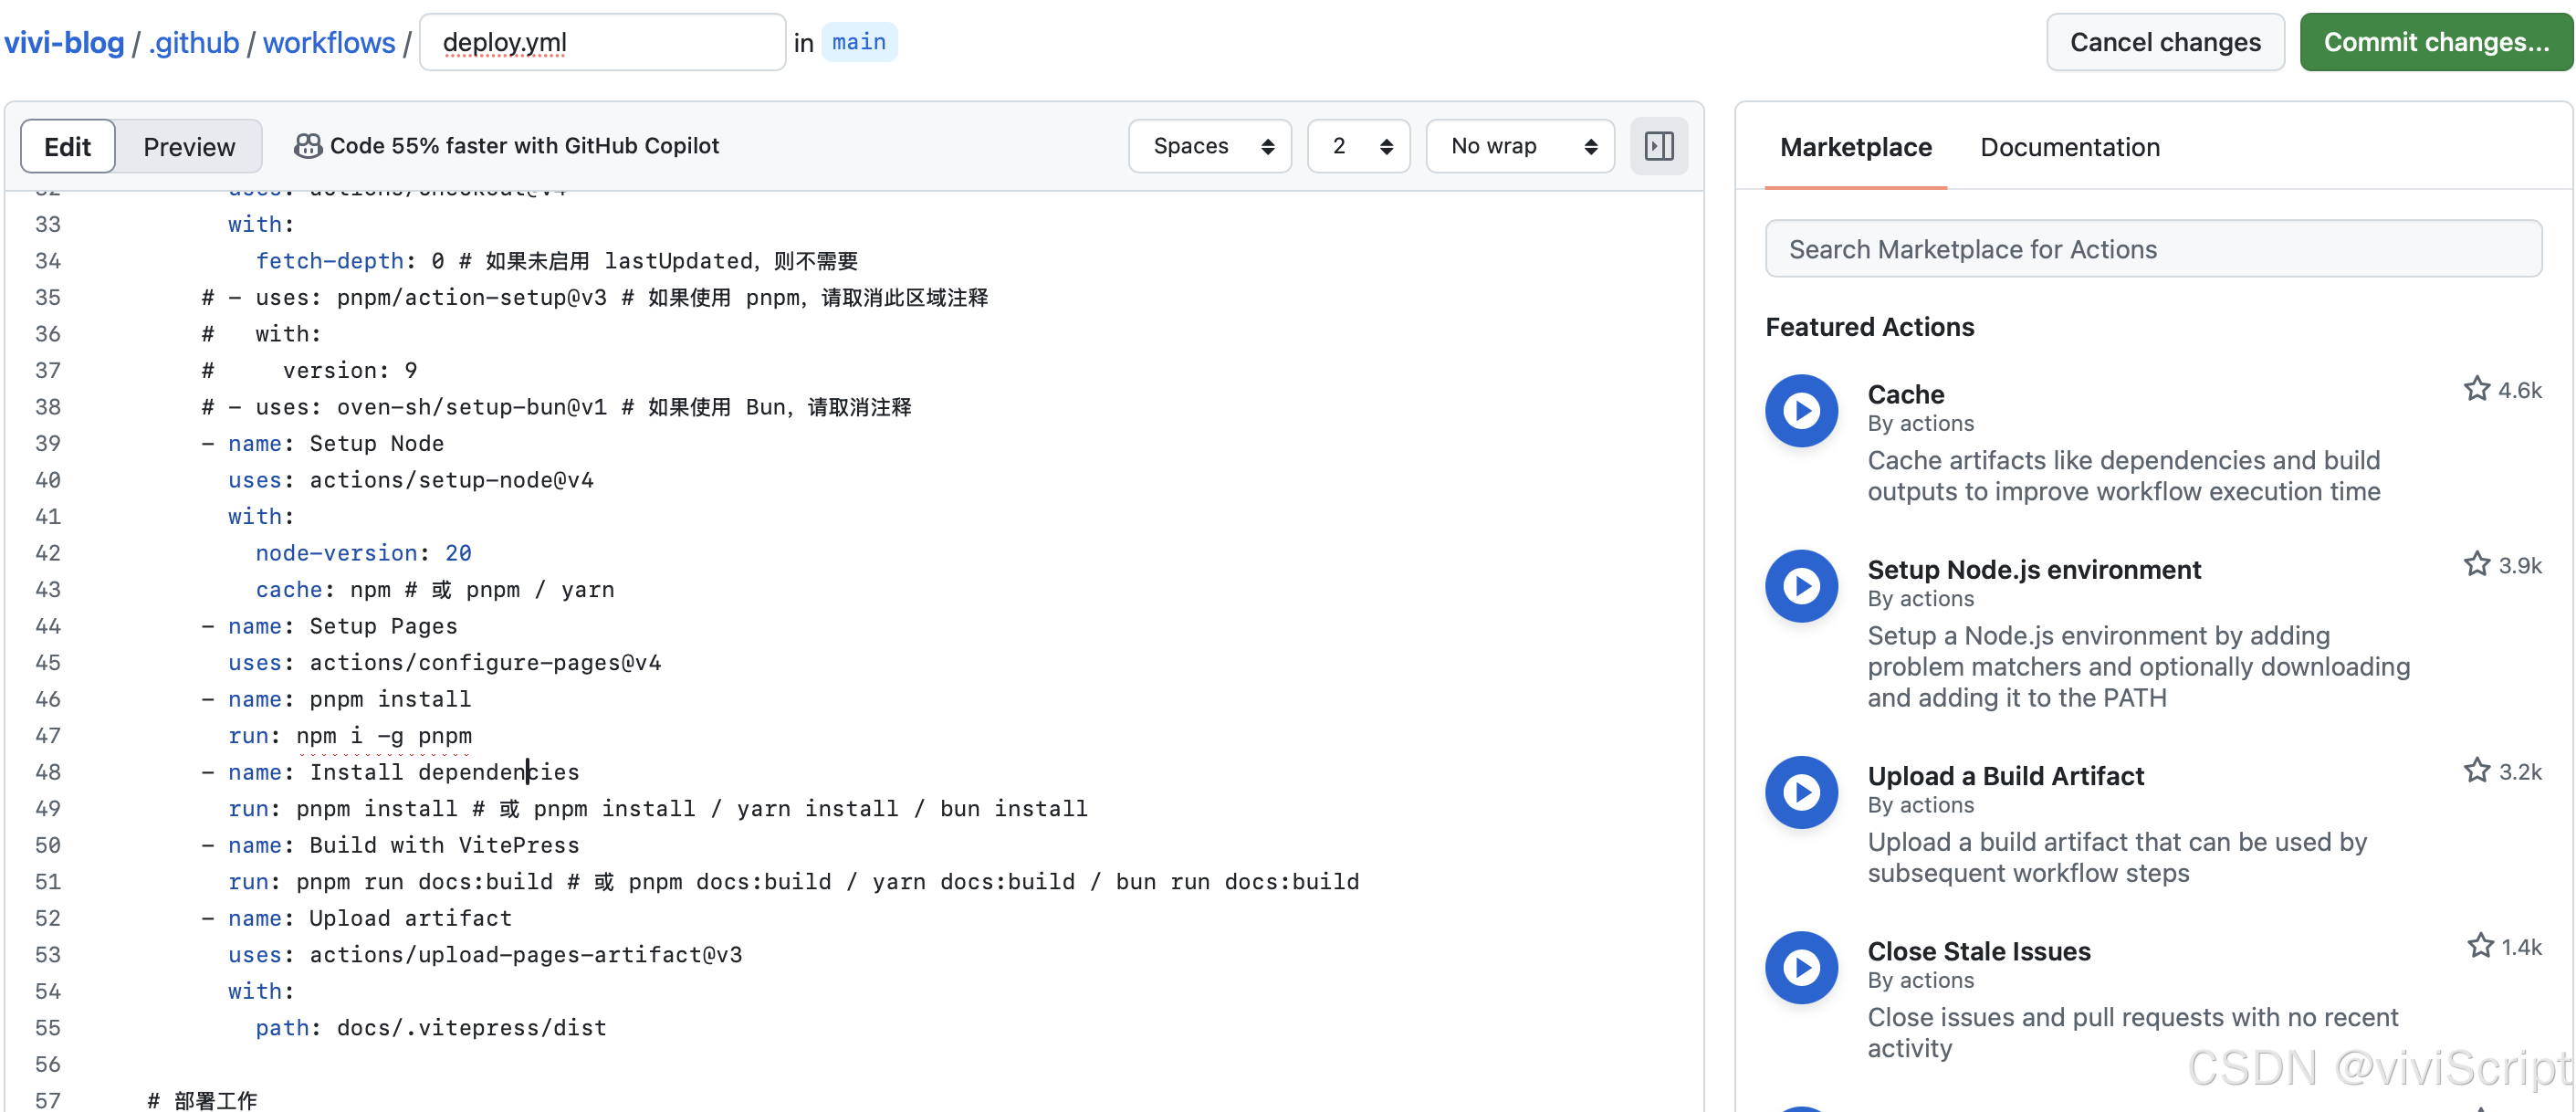 vivi-blog / .github / workflows / deploy.yml in main
Cancel changes
Commit changes...
Edit
Preview
Code 55% faster with GitHub Copilot
Spaces
2
No wrap
32 uses: actions/checkout@v4
33 with:
34 fetch-depth: 0 # 如果未启用 lastUpdated，则不需要
35 # - uses: pnpm/action-setup@v3 # 如果使用 pnpm，请取消此区域注释
36 #   with:
37 #     version: 9
38 # - uses: oven-sh/setup-bun@v1 # 如果使用 Bun，请取消注释
39 - name: Setup Node
40 uses: actions/setup-node@v4
41 with:
42 node-version: 20
43 cache: npm # 或 pnpm / yarn
44 - name: Setup Pages
45 uses: actions/configure-pages@v4
46 - name: pnpm install
47 run: npm i -g pnpm
48 - name: Install dependencies
49 run: pnpm install # 或 pnpm install / yarn install / bun install
50 - name: Build with VitePress
51 run: pnpm run docs:build # 或 pnpm docs:build / yarn docs:build / bun run docs:build
52 - name: Upload artifact
53 uses: actions/upload-pages-artifact@v3
54 with:
55 path: docs/.vitepress/dist
56
57 # 部署工作
Marketplace
Documentation
Search Marketplace for Actions
Featured Actions
Cache
4.6k
By actions
Cache artifacts like dependencies and build
outputs to improve workflow execution time
Setup Node.js environment
3.9k
By actions
Setup a Node.js environment by adding
problem matchers and optionally downloading
and adding it to the PATH
Upload a Build Artifact
3.2k
By actions
Upload a build artifact that can be used by
subsequent workflow steps
Close Stale Issues
1.4k
By actions
Close issues and pull requests with no recent
activity
CSDN @viviScript